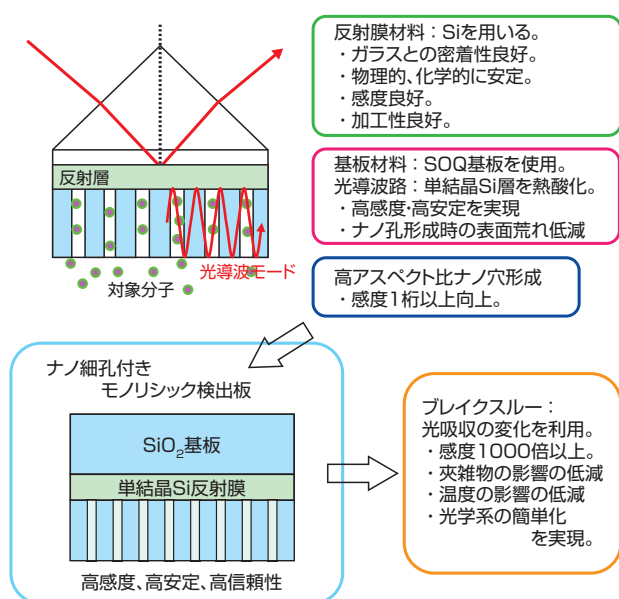 反射層
光導波モード
対象分子
反射膜材料：Siを用いる。
・ガラスとの密着性良好。
・物理的、化学的に安定。
・感度良好。
・加工性良好。
基板材料：SOQ基板を使用。
光導波路：単結晶Si層を熱酸化。
・高感度・高安定を実現
・ナノ孔形成時の表面荒れ低減
高アスペクト比ナノ穴形成
・感度1桁以上向上。
ナノ細孔付き
モノリシック検出板
SiO₂基板
単結晶Si反射膜
高感度、高安定、高信頼性
ブレイクスルー：
光吸収の変化を利用。
・感度1000倍以上。
・夾雑物の影響の低減
・温度の影響の低減
・光学系の簡単化
を実現。